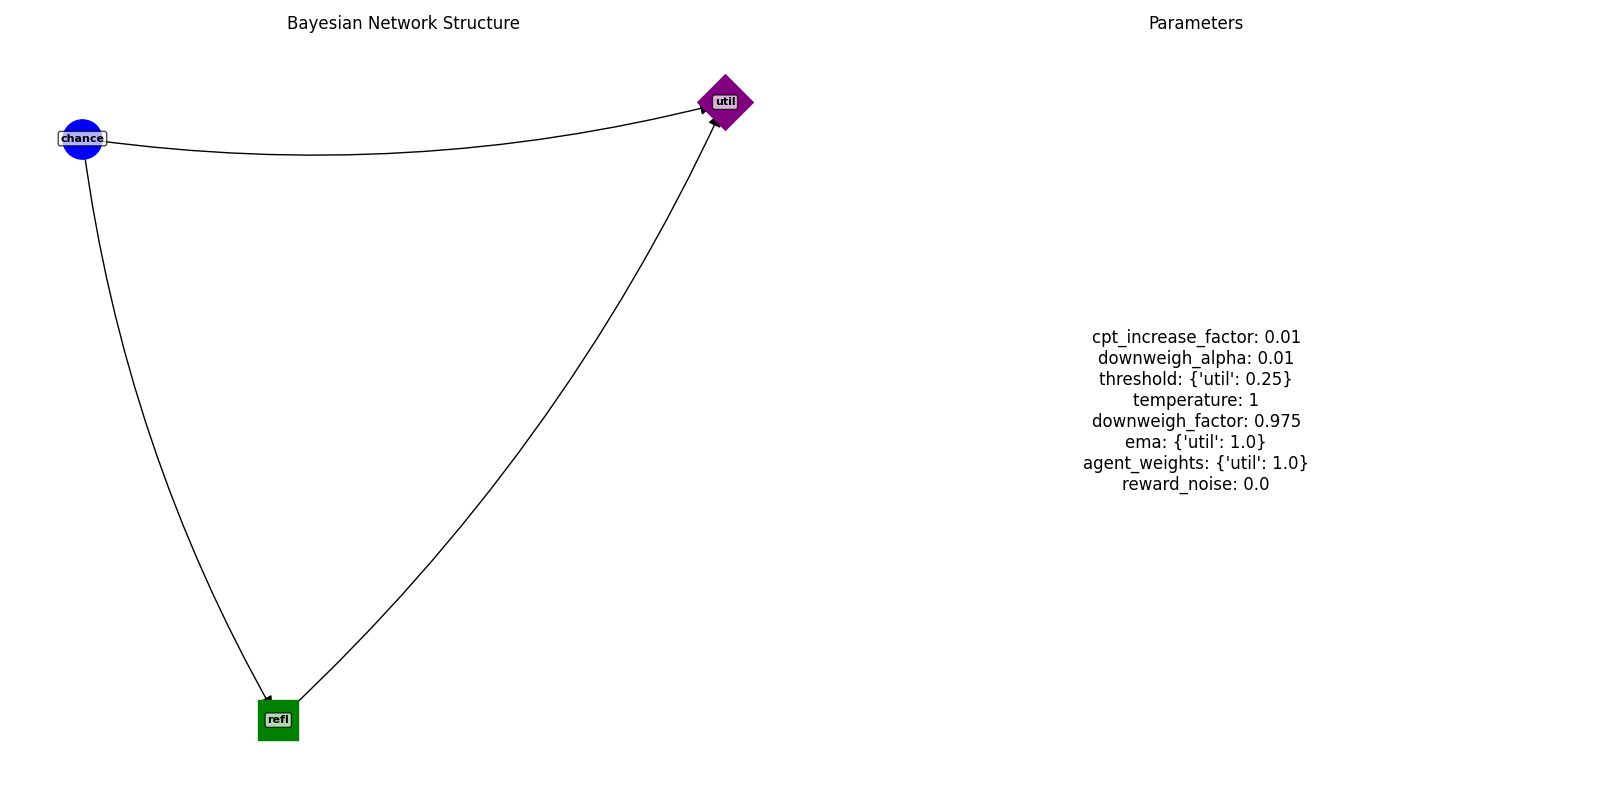 Bayesian Network Structure
Parameters
util
chance
refl
cpt_increase_factor: 0.01
downweigh_alpha: 0.01
threshold: {'util': 0.25}
temperature: 1
downweigh_factor: 0.975
ema: {'util': 1.0}
agent_weights: {'util': 1.0}
reward_noise: 0.0